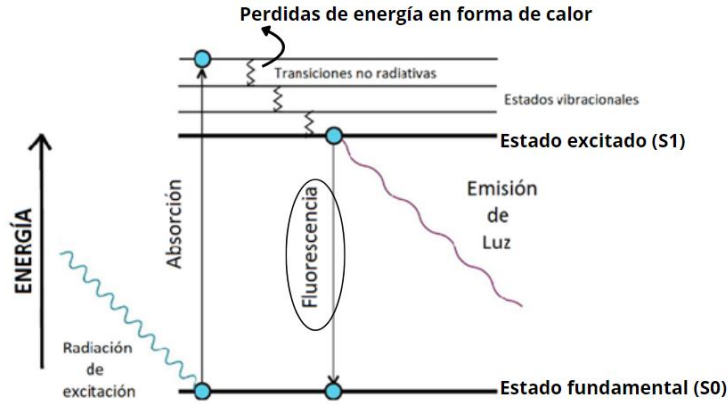 Perdidas de energía en forma de calor
Transiciones no radiativas
Estados vibracionales
Estado excitado (S1)
ENERGÍA
Absorción
Fluorescencia
Emisión
de
Luz
Radiación
de
excitación
Estado fundamental (S0)